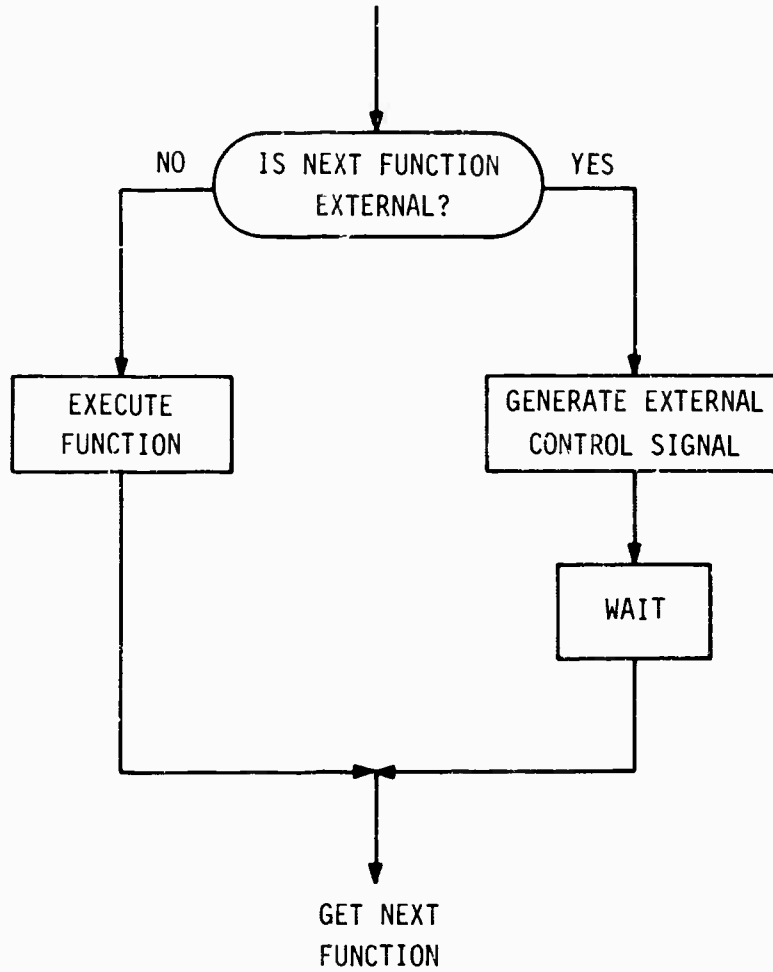 NO
IS NEXT FUNCTION
EXTERNAL?
YES
EXECUTE
FUNCTION
GENERATE EXTERNAL
CONTROL SIGNAL
WAIT
GET NEXT
FUNCTION